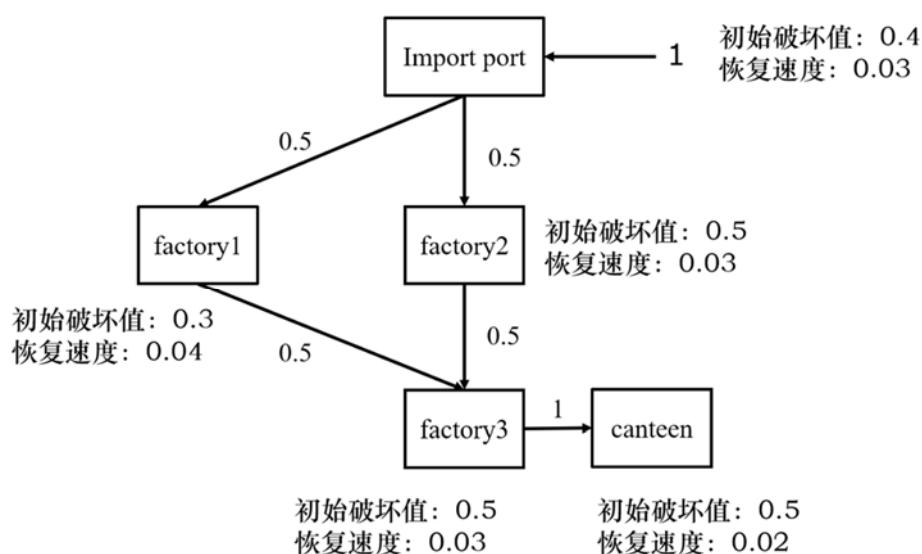 Import port
1
初始破坏值：0.4
恢复速度：0.03
0.5
0.5
factory1
factory2
初始破坏值：0.5
恢复速度：0.03
初始破坏值：0.3
恢复速度：0.04
0.5
0.5
factory3
1
canteen
初始破坏值：0.5
恢复速度：0.03
初始破坏值：0.5
恢复速度：0.02